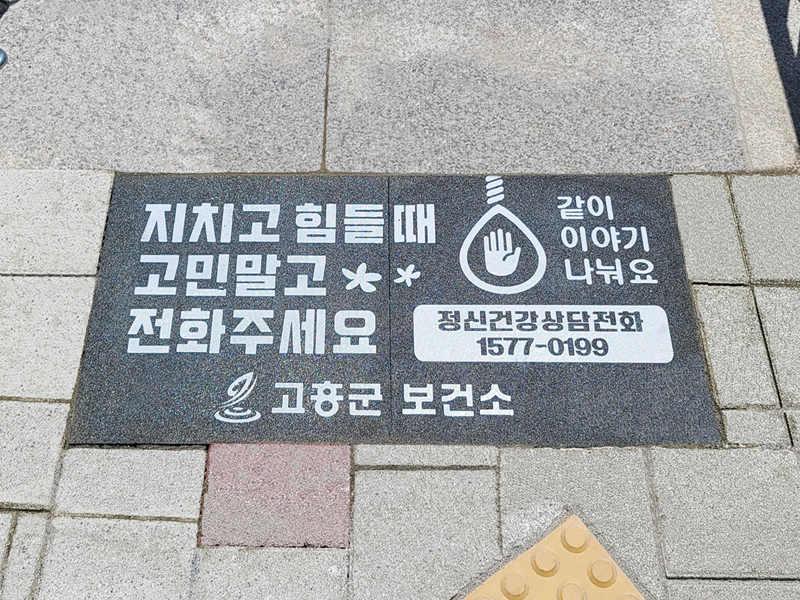 지치고 힘들때
고민말고
전화주세요
같이
이야기
나눠요
정신건강상담전화
1577-0199
고흥군 보건소